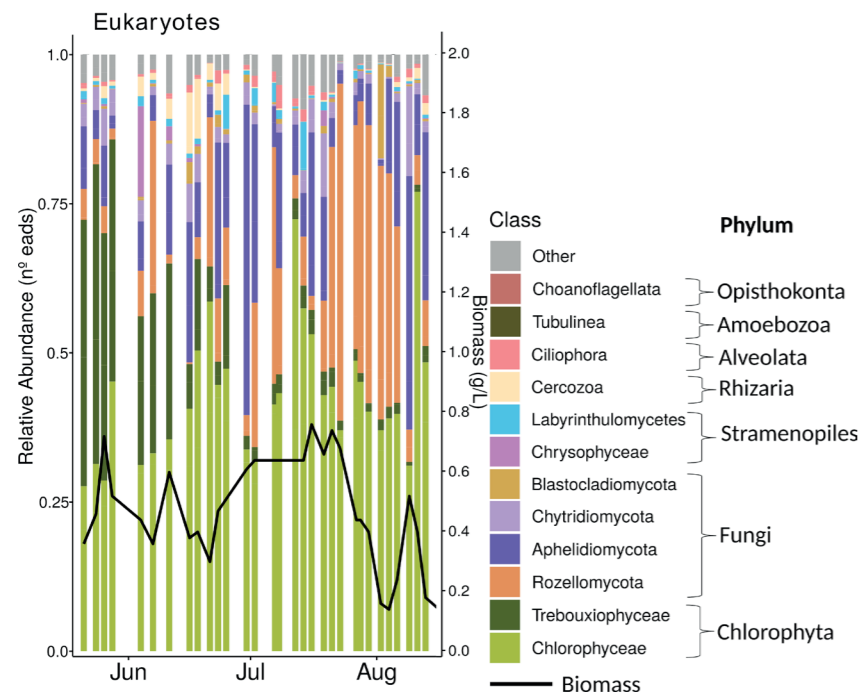 Eukaryotes
Relative Abundance (nº eads)
1.0
0.75
0.5
0.25
0.0
Jun
Jul
Aug
2.0
1.8
1.6
1.4
1.2
1.0
0.8
0.6
0.4
0.2
0.0
Biomass (g/L)
Class
Phylum
Other
Choanoflagellata
Opisthokonta
Tubulinea
Amoebozoa
Ciliophora
Alveolata
Cercozoa
Rhizaria
Labyrinthulomycetes
Stramenopiles
Chrysophyceae
Blastocladiomycota
Chytridiomycota
Fungi
Aphelidiomycota
Rozellomycota
Trebouxiophyceae
Chlorophyta
Chlorophyceae
Biomass